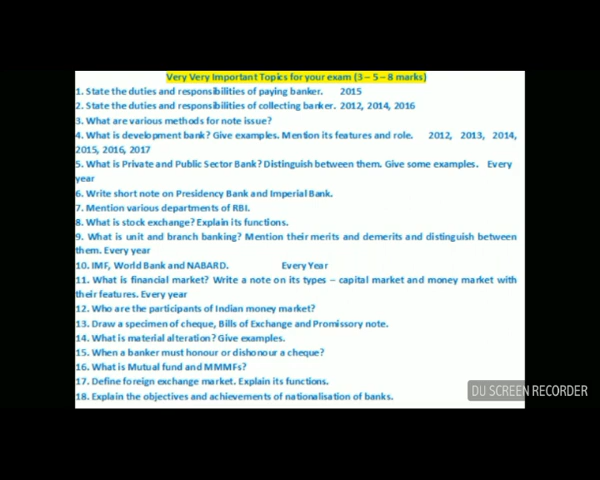 Very Very Important Topics for your exam (3 – 5 – 8 marks)
1. State the duties and responsibilities of paying banker. 2015
2. State the duties and responsibilities of collecting banker. 2012, 2014, 2016
3. What are various methods for note issue?
4. What is development bank? Give examples. Mention its features and role. 2012, 2013, 2014,
2015, 2016, 2017
5. What is Private and Public Sector Bank? Distinguish between them. Give some examples. Every
year
6. Write short note on Presidency Bank and Imperial Bank.
7. Mention various departments of RBI.
8. What is stock exchange? Explain its functions.
9. What is unit and branch banking? Mention their merits and demerits and distinguish between
them. Every year
10. IMF, World Bank and NABARD. Every Year
11. What is financial market? Write a note on its types – capital market and money market with
their features. Every year
12. Who are the participants of Indian money market?
13. Draw a specimen of cheque, Bills of Exchange and Promissory note.
14. What is material alteration? Give examples.
15. When a banker must honour or dishonour a cheque?
16. What is Mutual fund and MMMFs?
17. Define foreign exchange market. Explain its functions.
18. Explain the objectives and achievements of nationalisation of banks.
DU SCREEN RECORDER